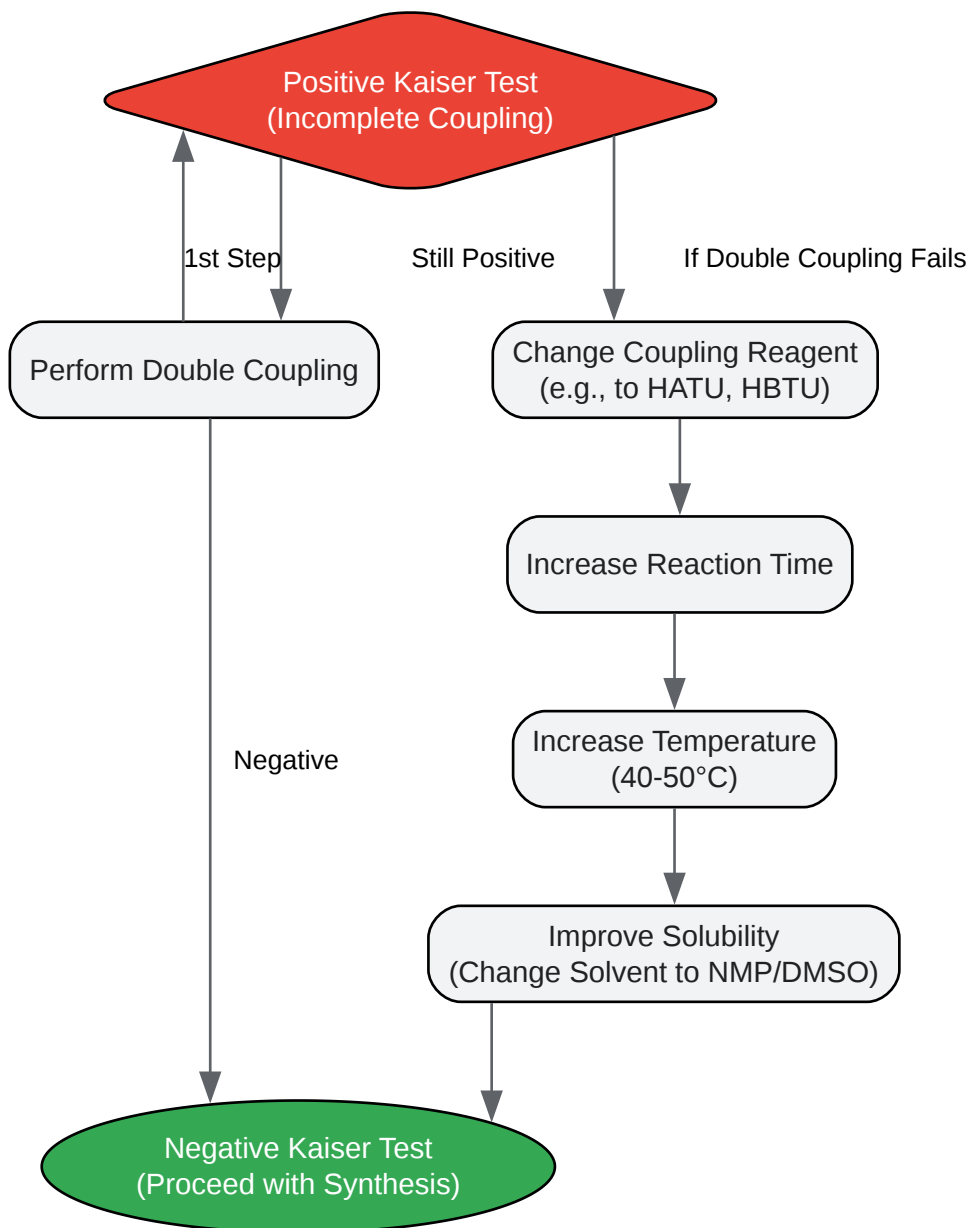 Positive Kaiser Test
(Incomplete Coupling)
1st Step
Still Positive
If Double Coupling Fails
Perform Double Coupling
Change Coupling Reagent
(e.g., to HATU, HBTU)
Increase Reaction Time
Negative
Increase Temperature
(40-50°C)
Improve Solubility
(Change Solvent to NMP/DMSO)
Negative Kaiser Test
(Proceed with Synthesis)